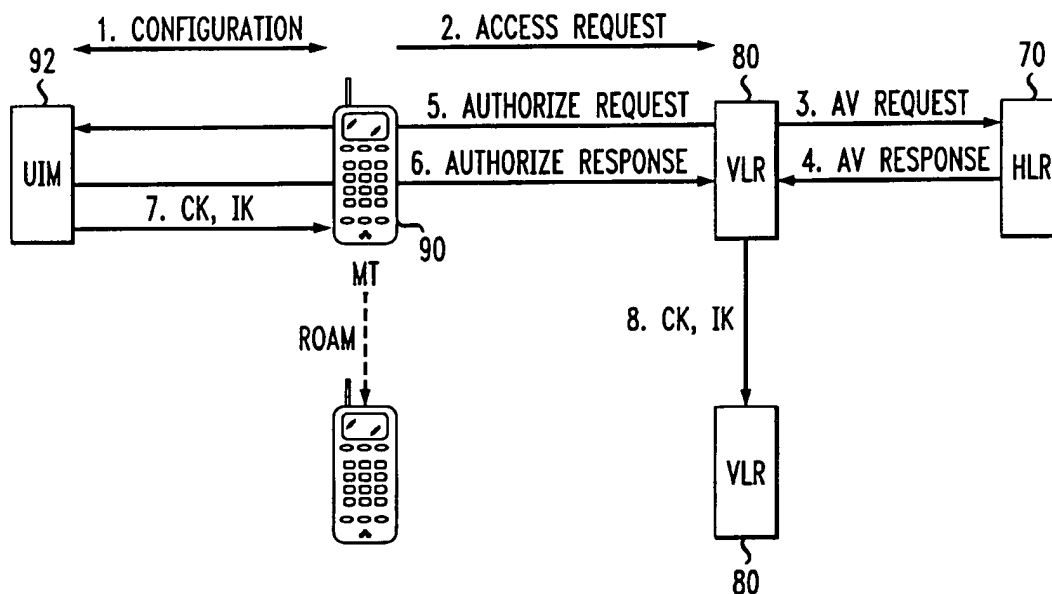 1. CONFIGURATION
2. ACCESS REQUEST
92
80
70
5. AUTHORIZE REQUEST
3. AV REQUEST
UIM
6. AUTHORIZE RESPONSE
VLR
4. AV RESPONSE
HLR
7. CK, IK
90
MT
ROAM
8. CK, IK
VLR
80